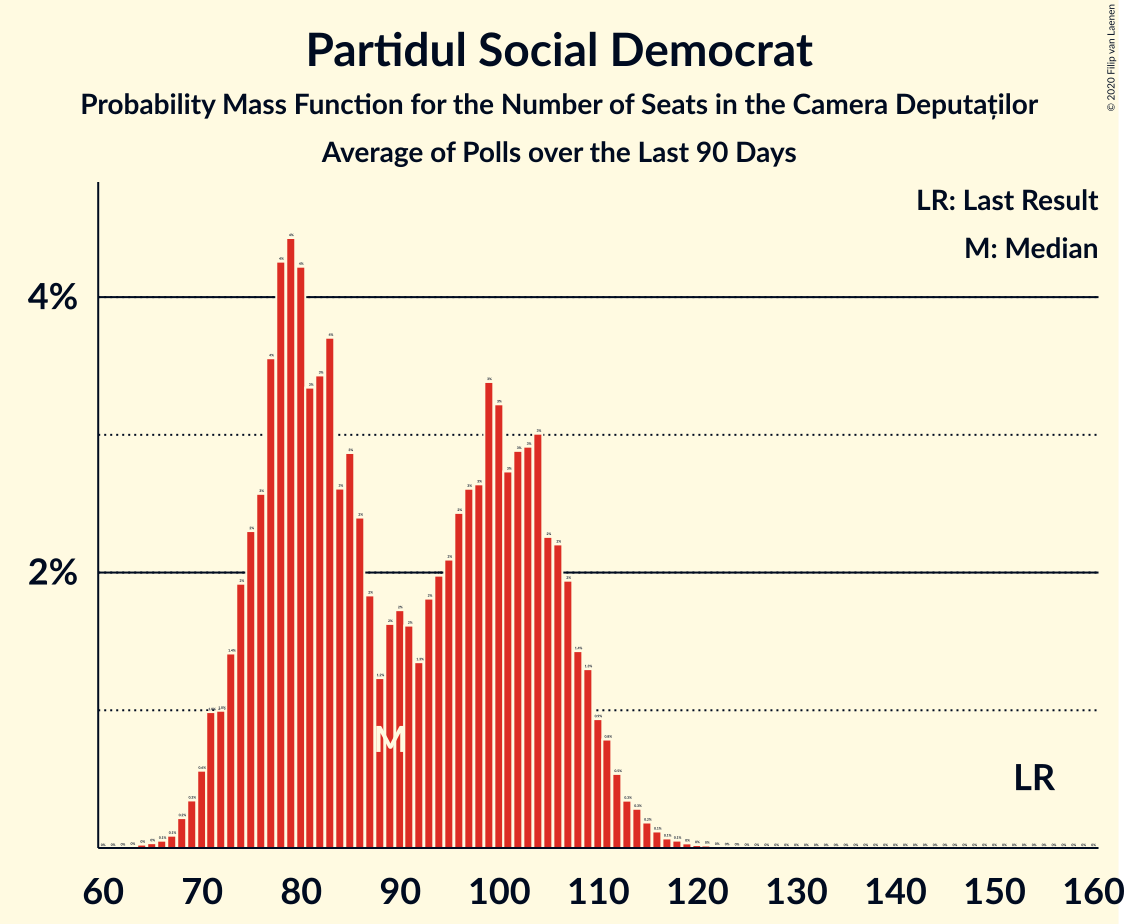 Partidul Social Democrat
Probability Mass Function for the Number of Seats in the Camera Deputaților
Average of Polls over the Last 90 Days
© 2020 Filip van Laenen
LR: Last Result
M: Median
4%
2%
M
LR
60 70 80 90 100 110 120 130 140 150 160